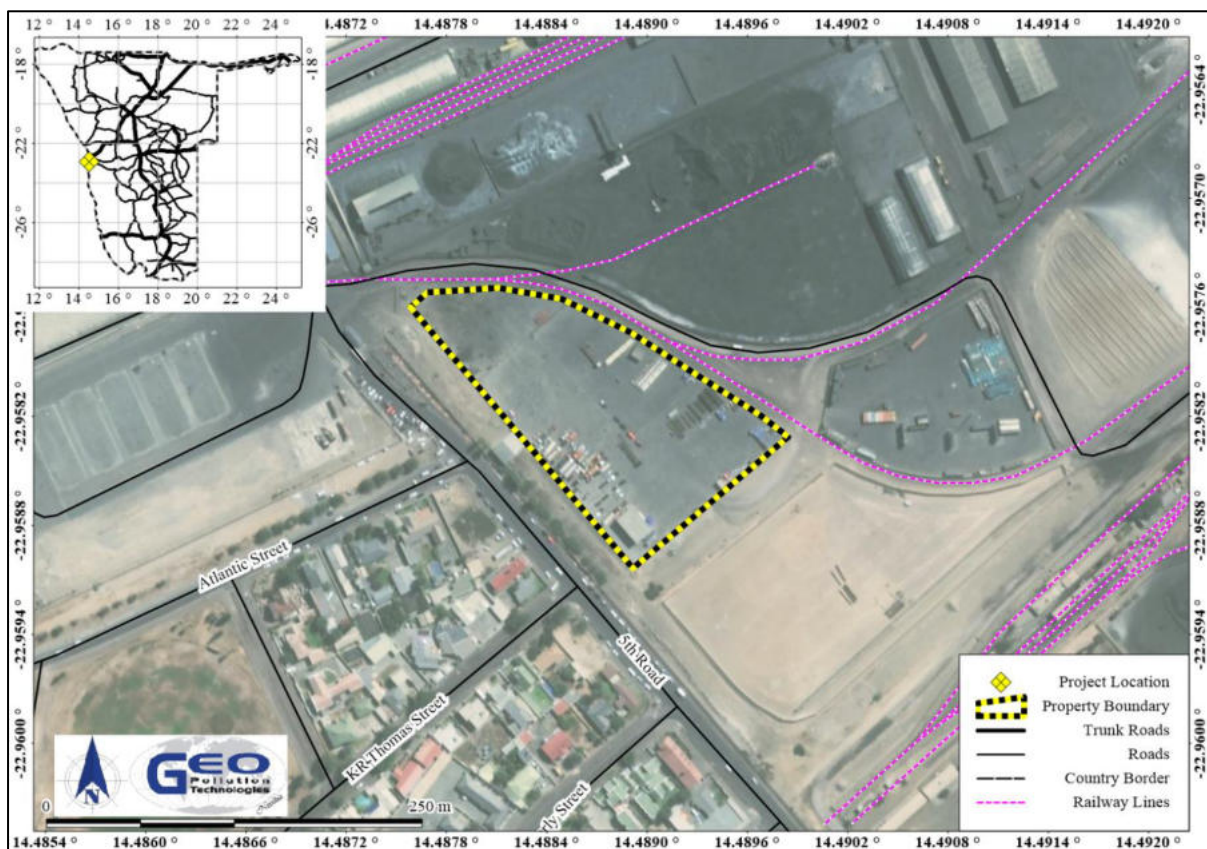 14.4872 ° 14.4878 ° 14.4884 ° 14.4890 ° 14.4896 ° 14.4902 ° 14.4908 ° 14.4914 ° 14.4920 °
-18 ° -22 ° -26 °
-18 ° -22 ° -26 °
12 ° 14 ° 16 ° 18 ° 20 ° 22 ° 24 °
-22.9564 °
-22.9570 °
-22.9576 °
-22.9582 °
-22.9588 °
-22.9594 °
-22.9600 °
-22.9582 °
-22.9588 °
-22.9594 °
-22.9600 °
Atlantic Street
KR-Thomas Street
5th Road
rly Street
Project Location
Property Boundary
Trunk Roads
Roads
Country Border
Railway Lines
N
GEO
Pollution
Technologies
0 250 m
14.4854 ° 14.4860 ° 14.4866 ° 14.4872 ° 14.4878 ° 14.4884 ° 14.4890 ° 14.4896 ° 14.4902 ° 14.4908 ° 14.4914 ° 14.4920 °